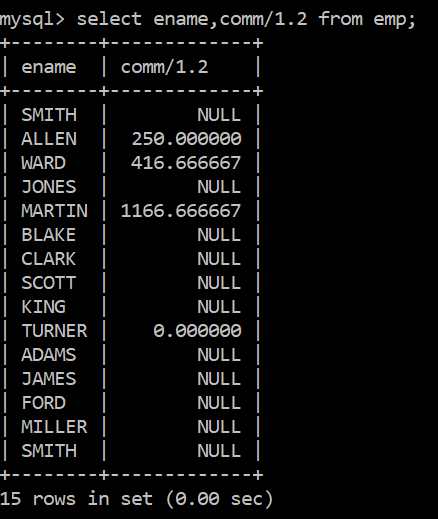 mysql> select ename,comm/1.2 from emp;
+--------+-------------+
| ename  | comm/1.2    |
+--------+-------------+
| SMITH  |        NULL |
| ALLEN  |  250.000000 |
| WARD   |  416.666667 |
| JONES  |        NULL |
| MARTIN | 1166.666667 |
| BLAKE  |        NULL |
| CLARK  |        NULL |
| SCOTT  |        NULL |
| KING   |        NULL |
| TURNER |    0.000000 |
| ADAMS  |        NULL |
| JAMES  |        NULL |
| FORD   |        NULL |
| MILLER |        NULL |
| SMITH  |        NULL |
+--------+-------------+
15 rows in set (0.00 sec)